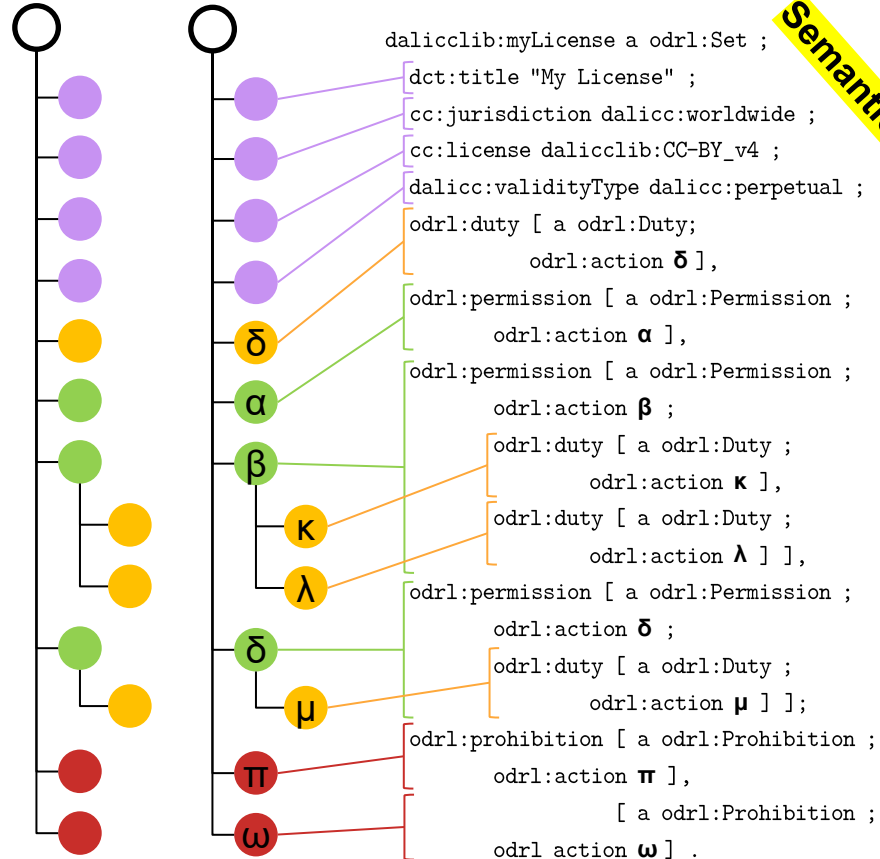 dalicclib:myLicense a odrl:Set ;
dct:title "My License" ;
cc:jurisdiction dalicc:worldwide ;
cc:license dalicclib:CC-BY_v4 ;
dalicc:validityType dalicc:perpetual ;
odrl:duty [ a odrl:Duty;
odrl:action δ ],
odrl:permission [ a odrl:Permission ;
odrl:action α ],
odrl:permission [ a odrl:Permission ;
odrl:action β ;
odrl:duty [ a odrl:Duty ;
odrl:action κ ],
odrl:duty [ a odrl:Duty ;
odrl:action λ ] ],
odrl:permission [ a odrl:Permission ;
odrl:action δ ;
odrl:duty [ a odrl:Duty ;
odrl:action μ ] ];
odrl:prohibition [ a odrl:Prohibition ;
odrl:action π ],
[ a odrl:Prohibition ;
odrl action ω ] .
δ
α
β
κ
λ
δ
μ
π
ω